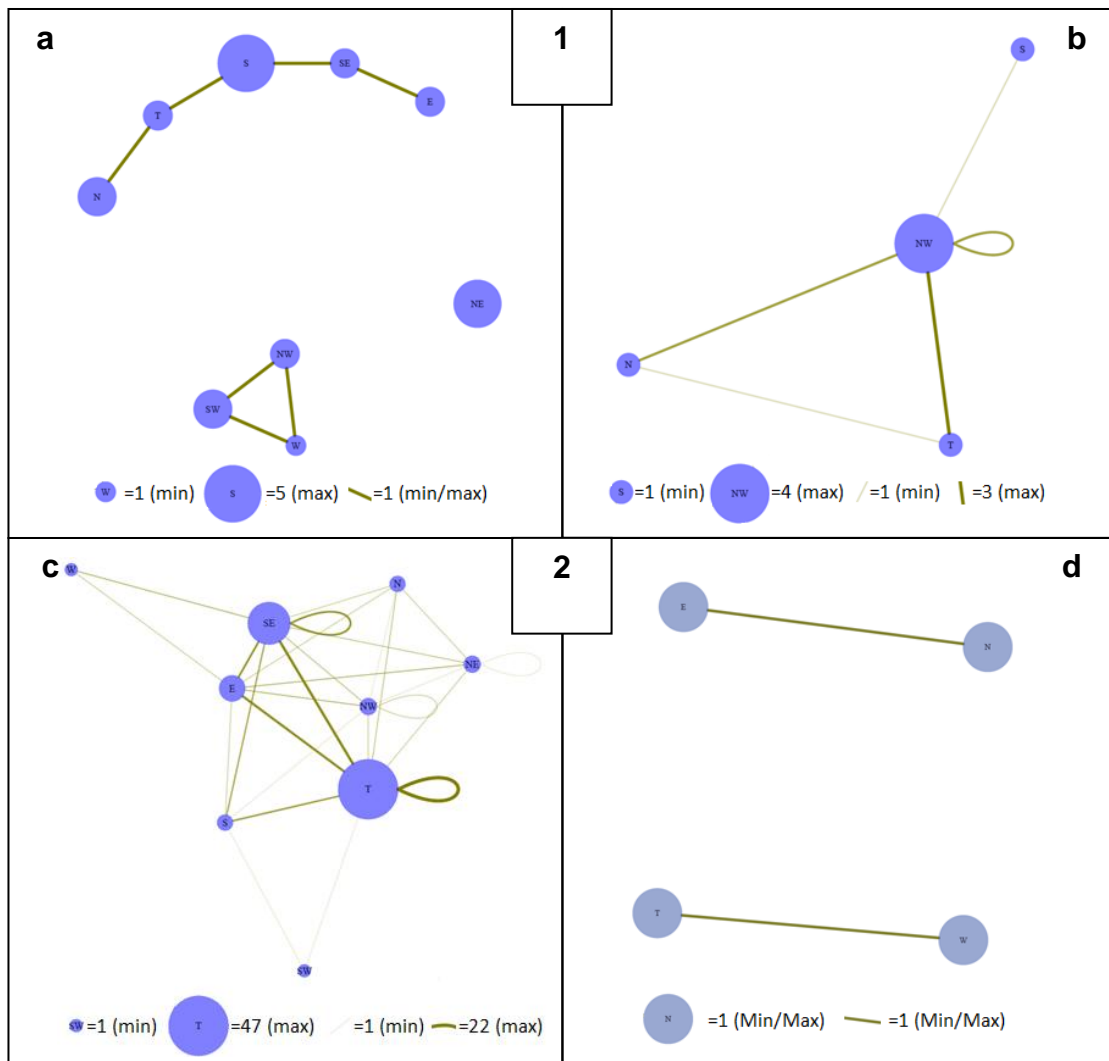 a
1
b
S
SE
E
T
N
NE
NW
SW
W
W =1 (min) S =5 (max) =1 (min/max)
S
NW
N
T
S =1 (min) NW =4 (max) =1 (min) =3 (max)
c
2
d
W
N
SE
NE
E
NW
T
S
SW
SW =1 (min) T =47 (max) =1 (min) =22 (max)
E
N
T
W
N =1 (Min/Max) =1 (Min/Max)